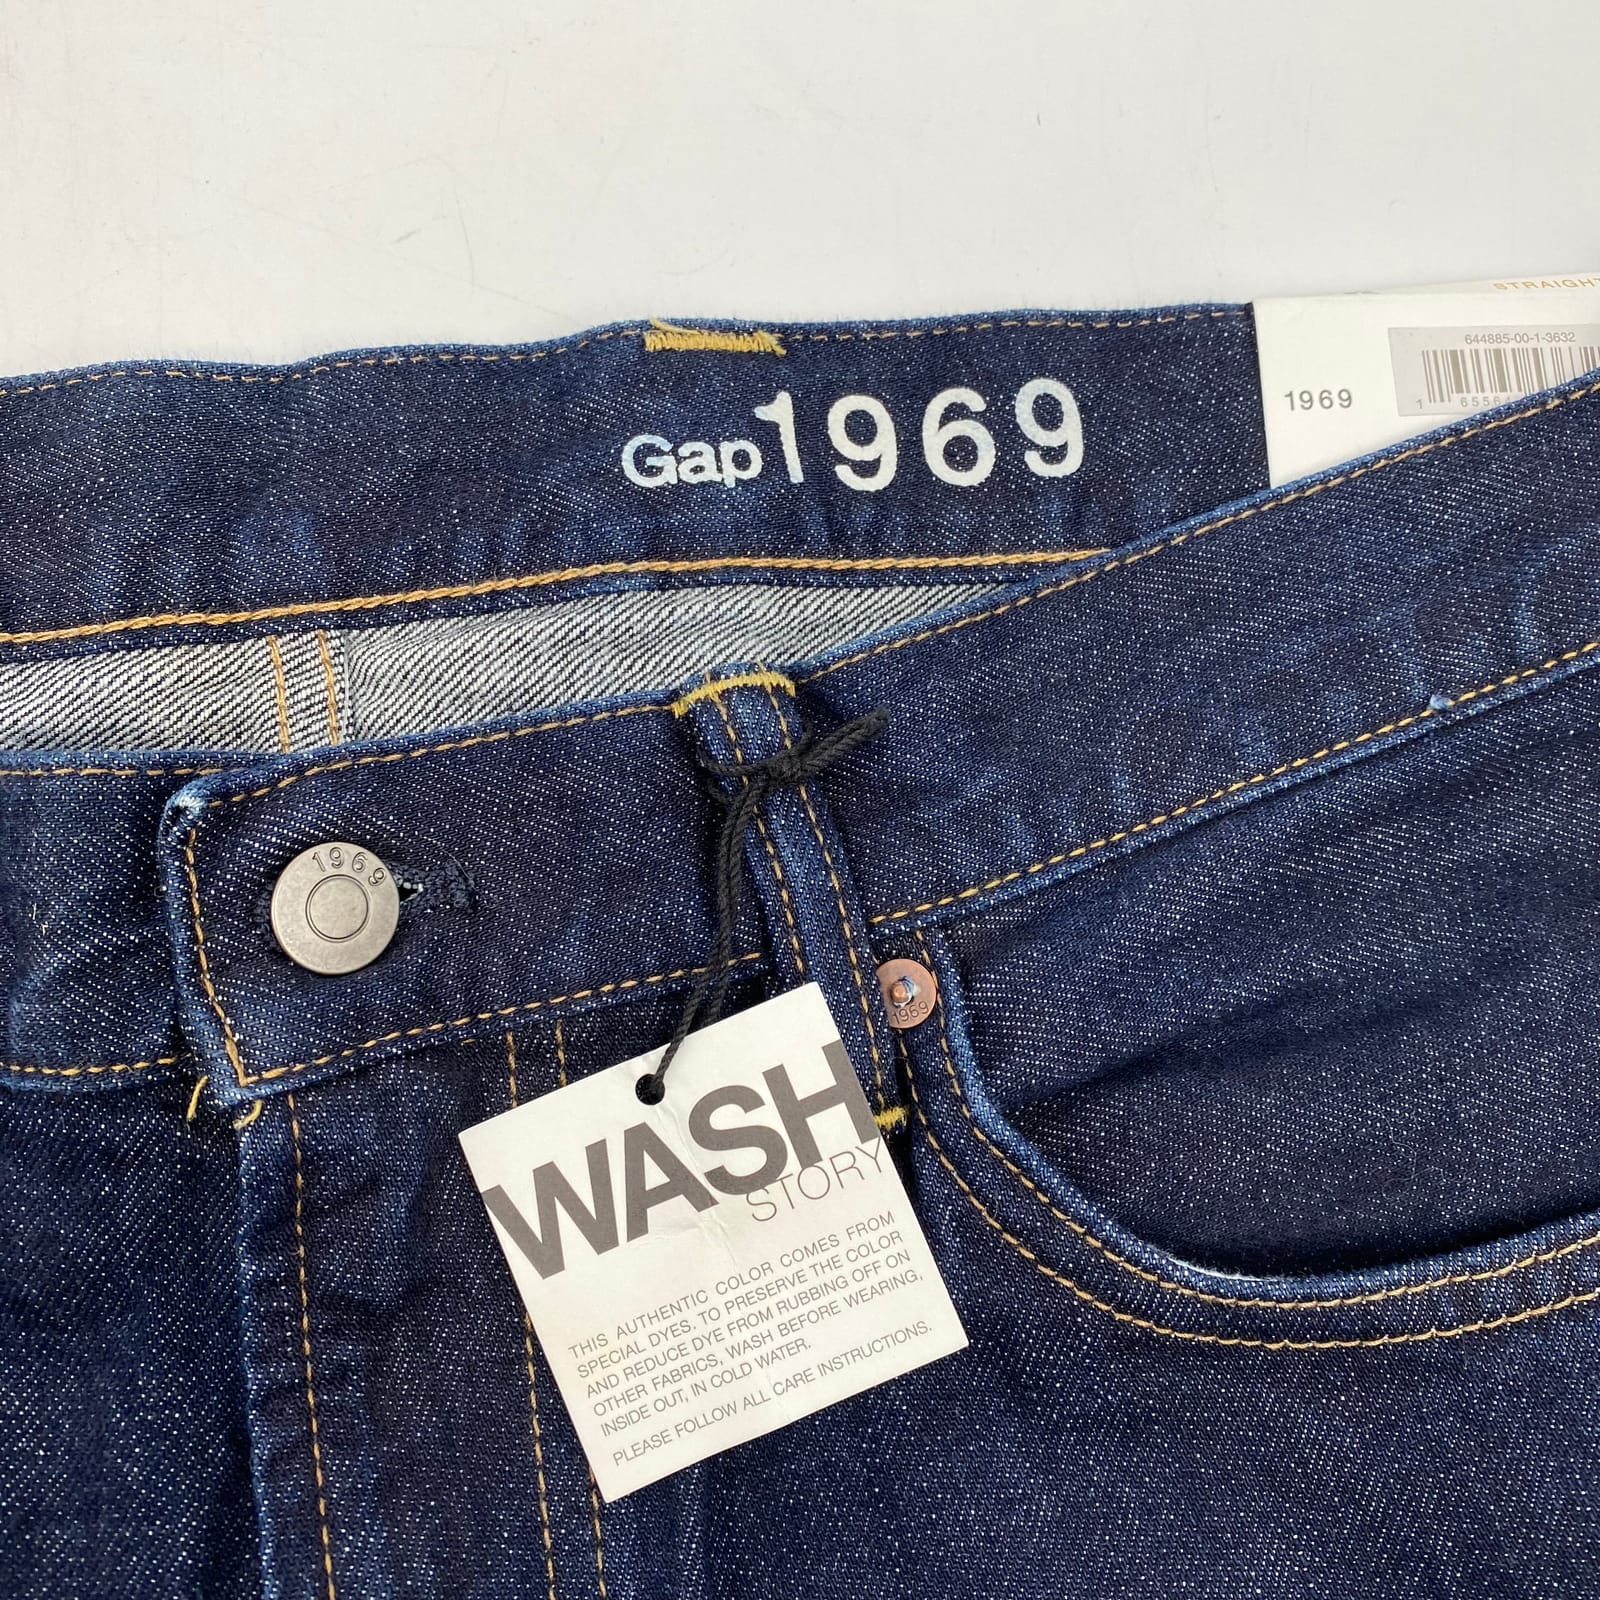 STRAIGHT
644885-00-1-3632
1969
Gap 1969
1969
1969
WASH
STORY
THIS AUTHENTIC COLOR COMES FROM
SPECIAL DYES. TO PRESERVE THE COLOR
AND REDUCE DYE FROM RUBBING OFF ON
OTHER FABRICS, WASH BEFORE WEARING,
INSIDE OUT, IN COLD WATER.
PLEASE FOLLOW ALL CARE INSTRUCTIONS.